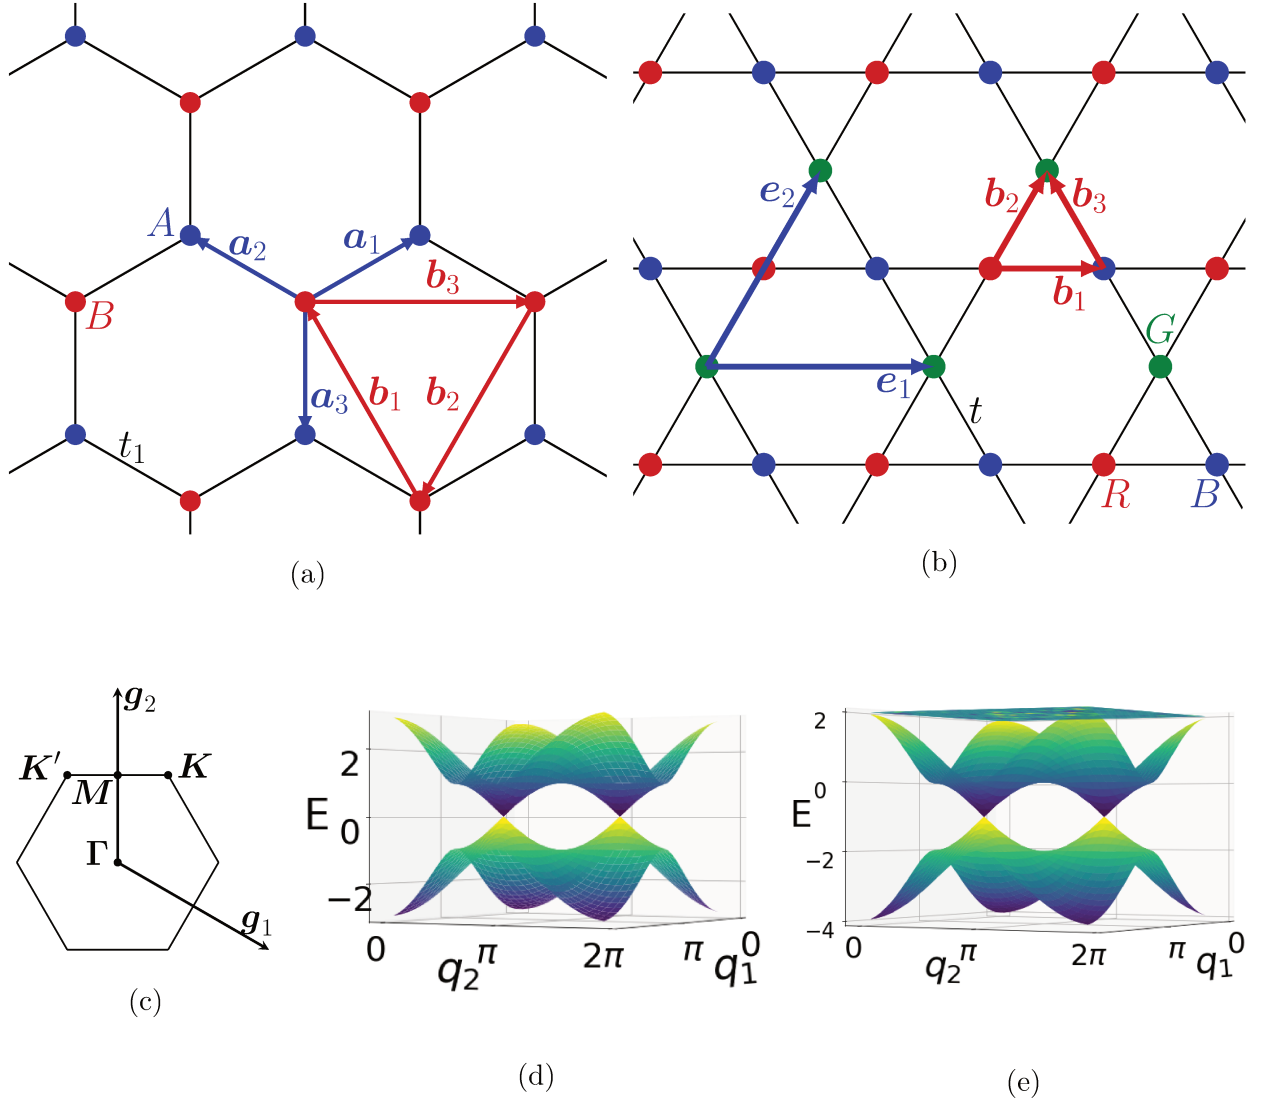 A
a₂
a₁
b₃
B
a₃
b₁
b₂
t₁
(a)
e₂
b₂
b₃
b₁
G
e₁
t
R
B
(b)
g₂
K′
K
M
Γ
g₁
(c)
E
2
0
−2
0
q₂
π
2π
π
q₁
0
(d)
E
2
0
−2
−4
0
q₂
π
2π
π
q₁
0
(e)